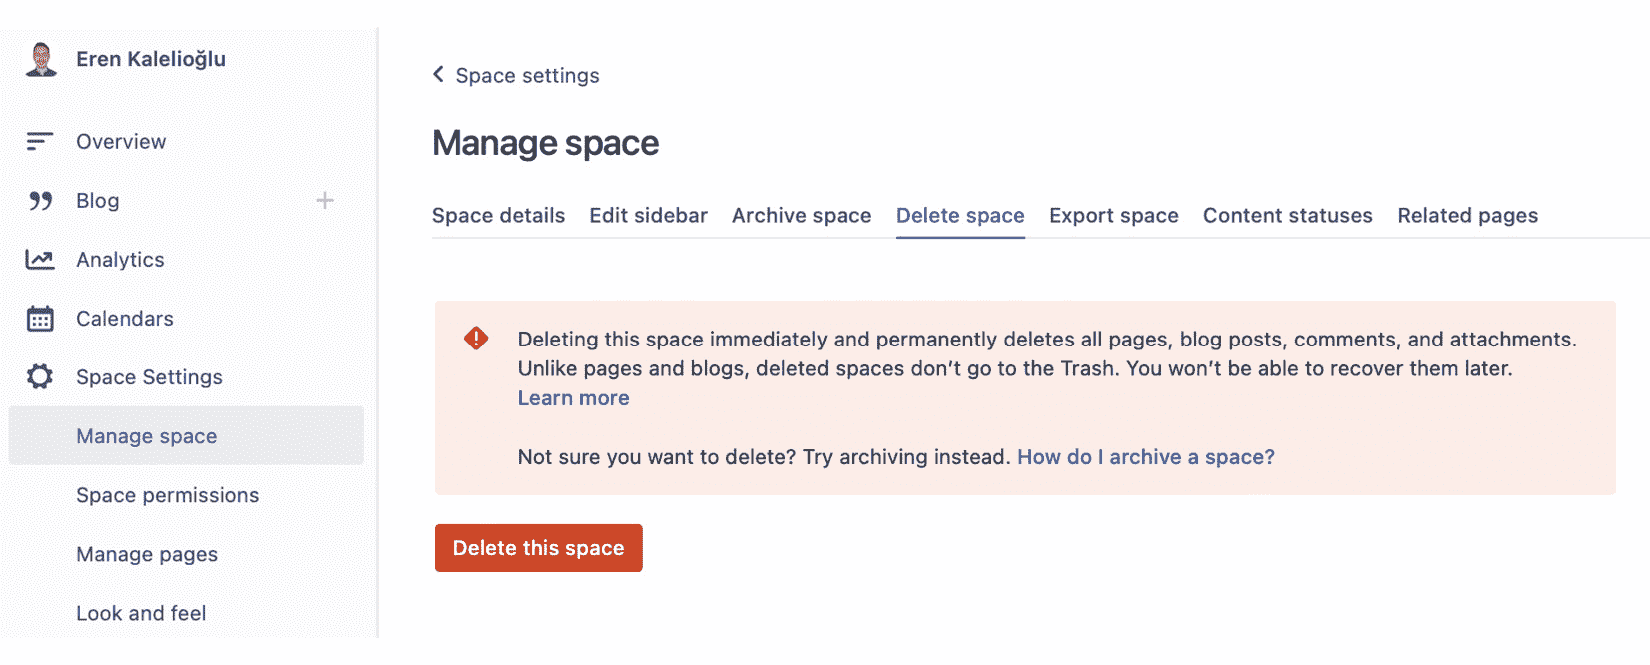 Eren Kalelioğlu
Overview
Blog
Analytics
Calendars
Space Settings
Manage space
Space permissions
Manage pages
Look and feel
Space settings
Manage space
Space details Edit sidebar Archive space Delete space Export space Content statuses Related pages
Deleting this space immediately and permanently deletes all pages, blog posts, comments, and attachments.
Unlike pages and blogs, deleted spaces don’t go to the Trash. You won’t be able to recover them later.
Learn more
Not sure you want to delete? Try archiving instead. How do I archive a space?
Delete this space